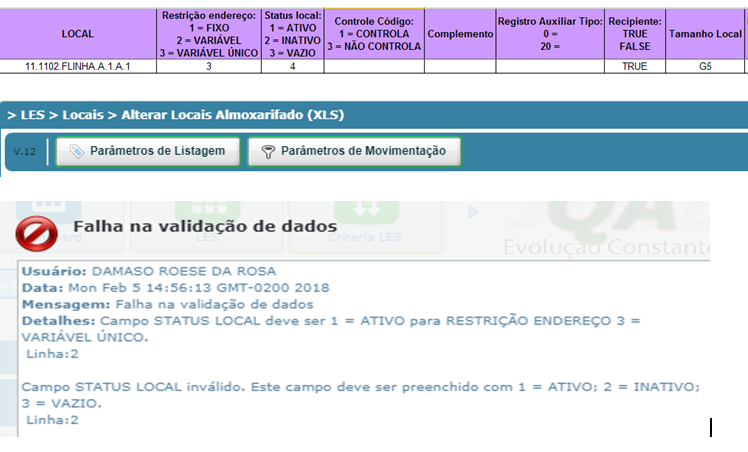 LOCAL
Restrição endereço:
1 = FIXO
2 = VARIÁVEL
3 = VARIÁVEL ÚNICO
Status local:
1 = ATIVO
2 = INATIVO
3 = VAZIO
Controle Código:
1 = CONTROLA
3 = NÃO CONTROLA
Complemento
Registro Auxiliar Tipo:
0 =
20 =
Recipiente:
TRUE
FALSE
Tamanho Local
11.1102.FLINHA.A.1.A.1 3 4 TRUE G5
> LES > Locais > Alterar Locais Almoxarifado (XLS)
V.12 Parâmetros de Listagem Parâmetros de Movimentação
Falha na validação de dados
LES Criteria LES
Evolução Constante
Usuário: DAMASO ROESE DA ROSA
Data: Mon Feb 5 14:56:13 GMT-0200 2018
Mensagem: Falha na validação de dados
Detalhes: Campo STATUS LOCAL deve ser 1 = ATIVO para RESTRIÇÃO ENDEREÇO 3 =
VARIÁVEL ÚNICO.
Linha:2
Campo STATUS LOCAL inválido. Este campo deve ser preenchido com 1 = ATIVO; 2 = INATIVO;
3 = VAZIO.
Linha:2